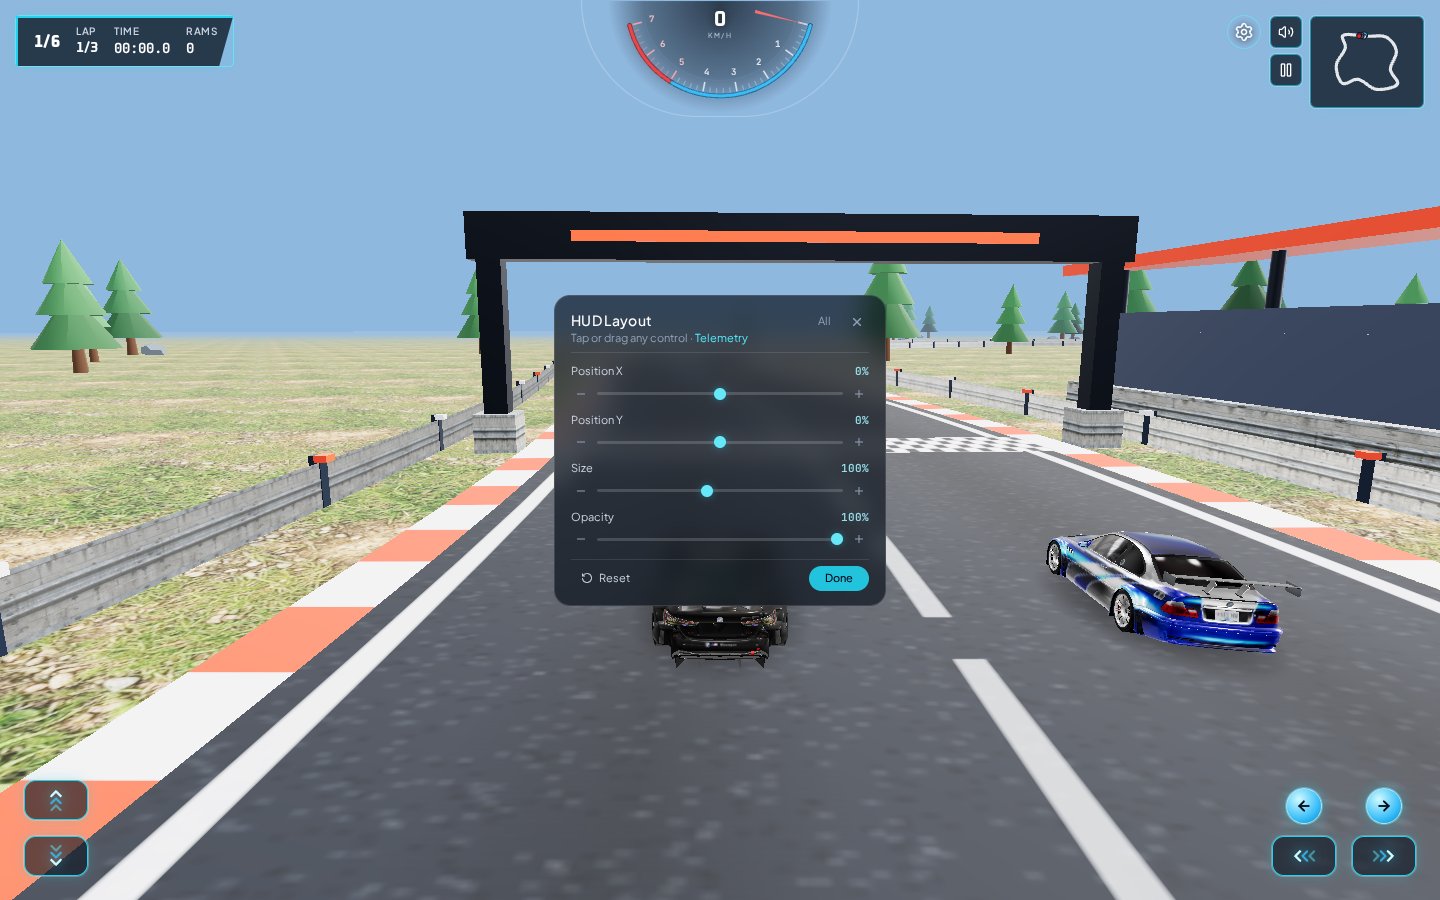 1/6
LAP
1/3
TIME
00:00.0
RAMS
0
7
6
5
4
3
2
1
0
KM/H
HUD Layout
All
Tap or drag any control · Telemetry
Position X 0%
Position Y 0%
Size 100%
Opacity 100%
Reset
Done